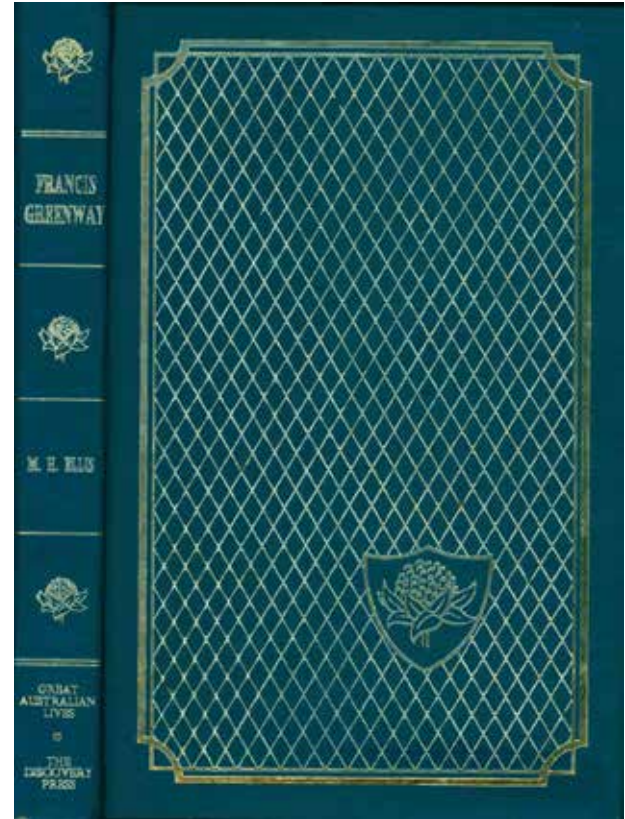 FRANCIS
GREENWAY
M. H. ELLIS
GREAT
AUSTRALIAN
LIVES
THE
DISCOVERY
PRESS